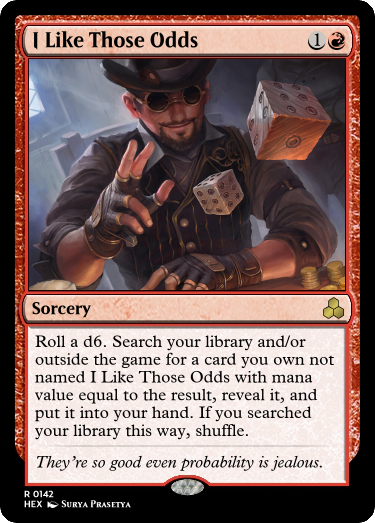 I Like Those Odds 1
Sorcery
Roll a d6. Search your library and/or
outside the game for a card you own not
named I Like Those Odds with mana
value equal to the result, reveal it, and
put it into your hand. If you searched
your library this way, shuffle.
They're so good even probability is jealous.
R 0142
HEX Surya Prasetya